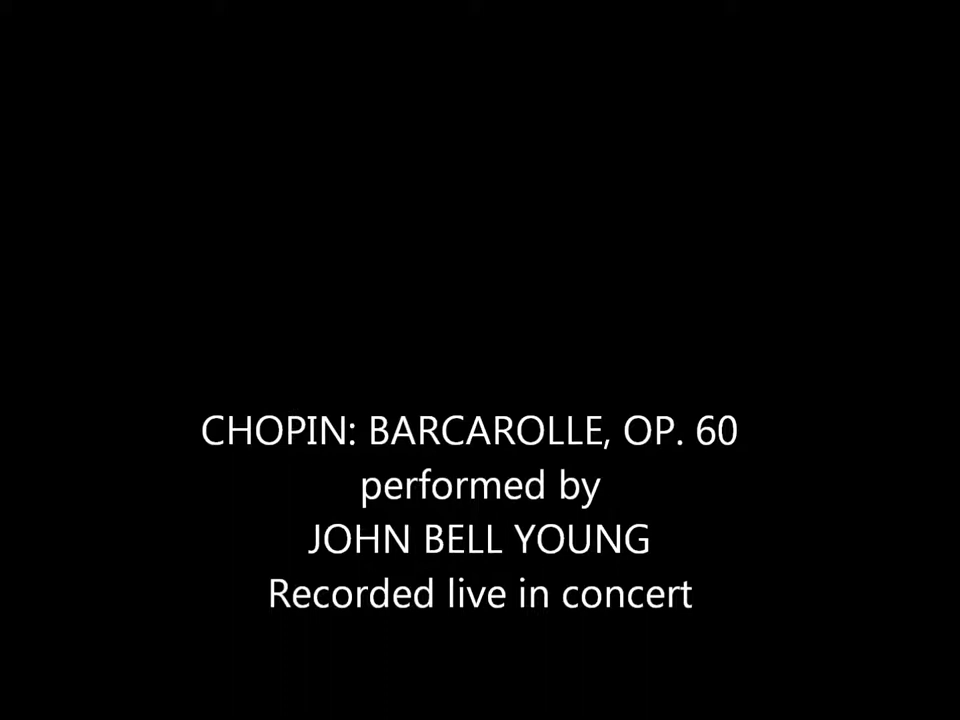 CHOPIN: BARCAROLLE, OP. 60
performed by
JOHN BELL YOUNG
Recorded live in concert